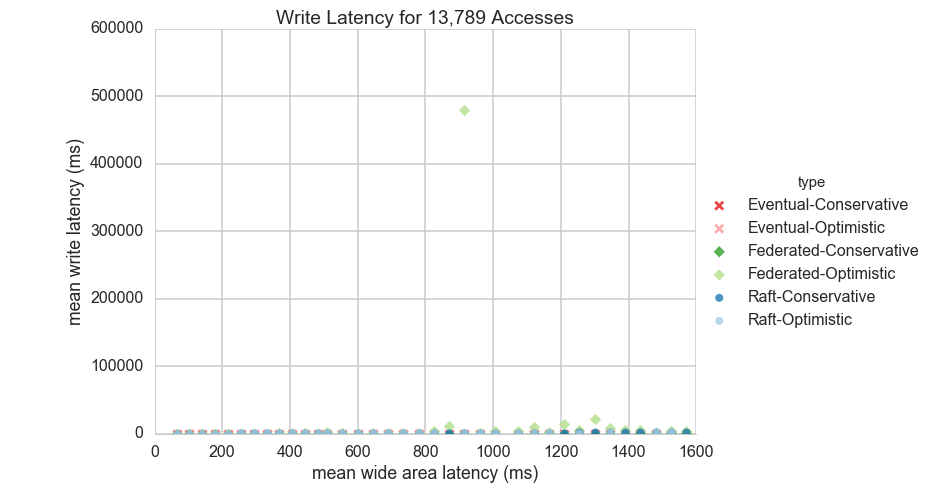 Write Latency for 13,789 Accesses
600000
500000
400000
300000
200000
100000
0
mean write latency (ms)
0 200 400 600 800 1000 1200 1400 1600
mean wide area latency (ms)
type
Eventual-Conservative
Eventual-Optimistic
Federated-Conservative
Federated-Optimistic
Raft-Conservative
Raft-Optimistic